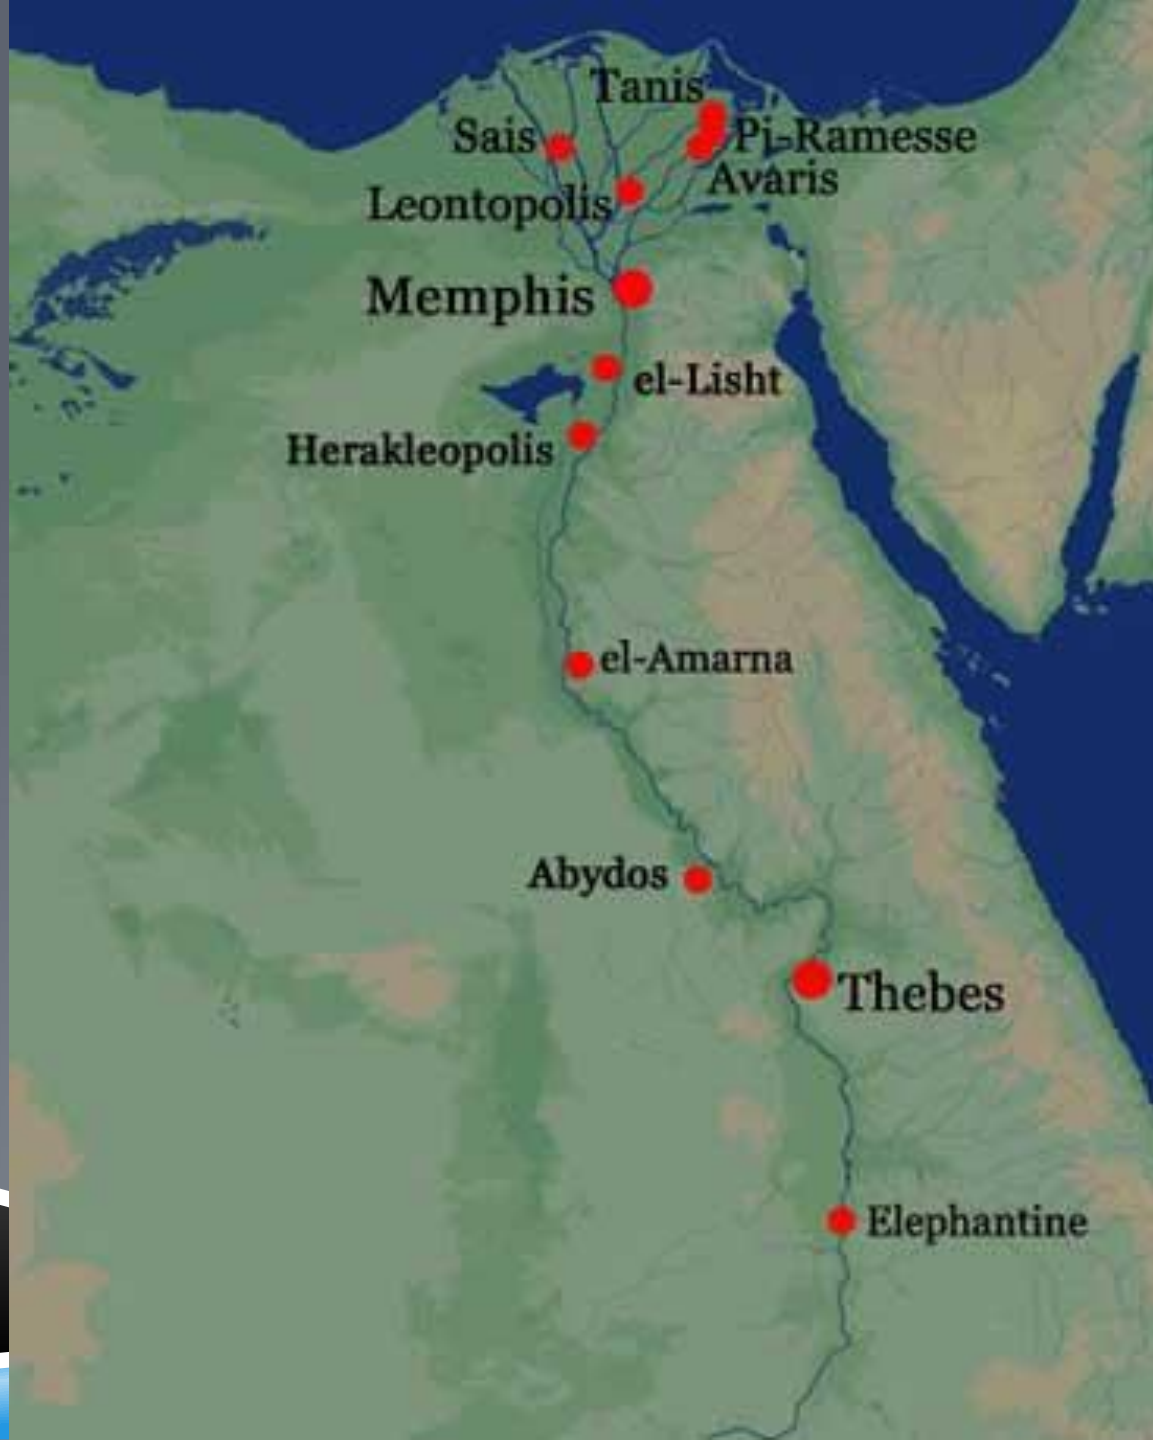 Tanis
Sais
Pi-Ramesse
Avaris
Leontopolis
Memphis
el-Lisht
Herakleopolis
el-Amarna
Abydos
Thebes
Elephantine